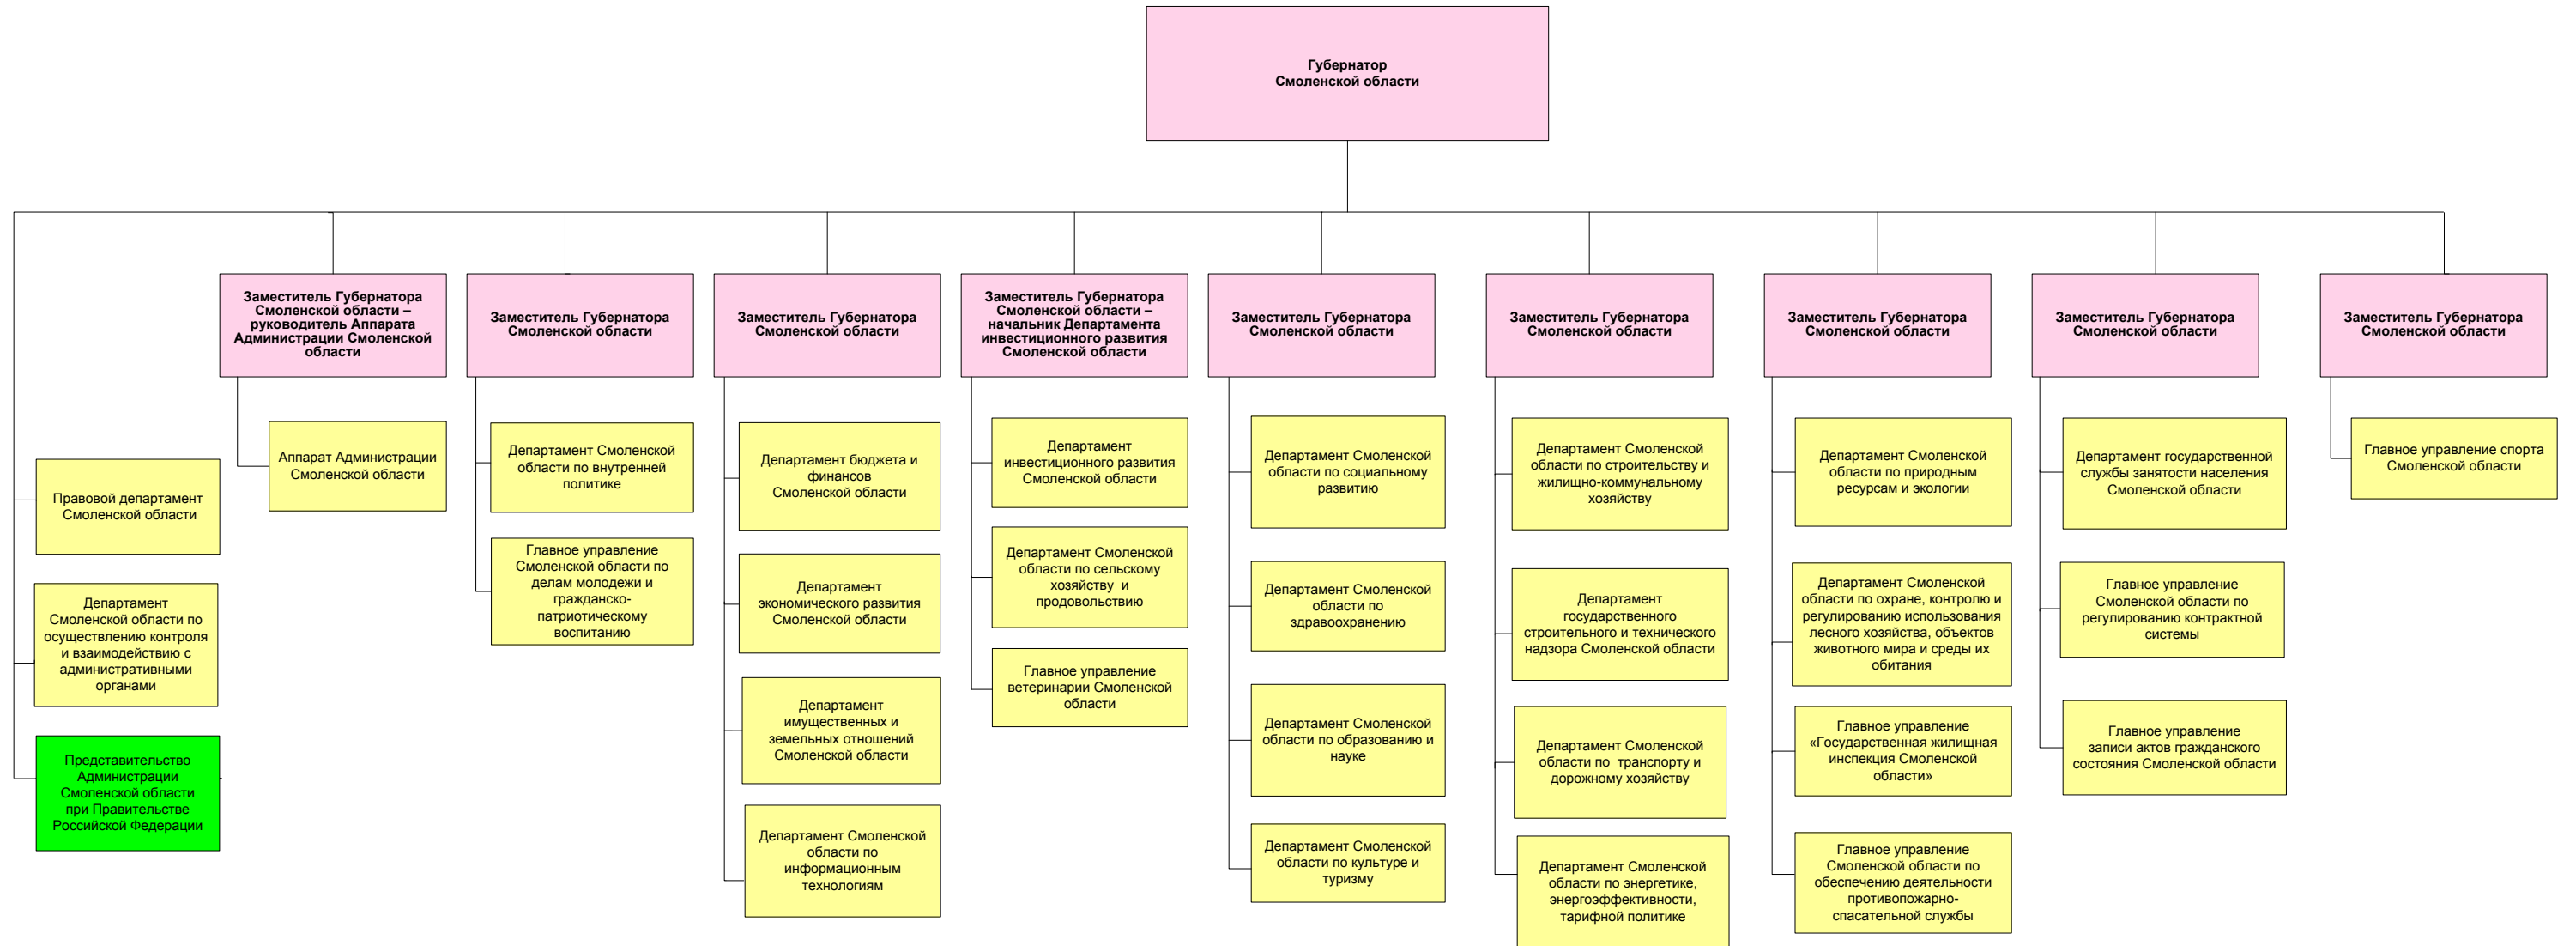 Губернатор
Смоленской области
Заместитель Губернатора
Смоленской области –
руководитель Аппарата
Администрации Смоленской
области
Заместитель Губернатора
Смоленской области
Заместитель Губернатора
Смоленской области
Заместитель Губернатора
Смоленской области –
начальник Департамента
инвестиционного развития
Смоленской области
Заместитель Губернатора
Смоленской области
Заместитель Губернатора
Смоленской области
Заместитель Губернатора
Смоленской области
Заместитель Губернатора
Смоленской области
Заместитель Губернатора
Смоленской области
Правовой департамент
Смоленской области
Департамент
Смоленской области по
осуществлению контроля
и взаимодействию с
административными
органами
Представительство
Администрации
Смоленской области
при Правительстве
Российской Федерации
Аппарат Администрации
Смоленской области
Департамент Смоленской
области по внутренней
политике
Главное управление
Смоленской области по
делам молодежи и
гражданско-
патриотическому
воспитанию
Департамент бюджета и
финансов
Смоленской области
Департамент
экономического развития
Смоленской области
Департамент
имущественных и
земельных отношений
Смоленской области
Департамент Смоленской
области по
информационным
технологиям
Департамент
инвестиционного развития
Смоленской области
Департамент Смоленской
области по сельскому
хозяйству и
продовольствию
Главное управление
ветеринарии Смоленской
области
Департамент Смоленской
области по социальному
развитию
Департамент Смоленской
области по
здравоохранению
Департамент Смоленской
области по образованию и
науке
Департамент Смоленской
области по культуре и
туризму
Департамент Смоленской
области по строительству и
жилищно-коммунальному
хозяйству
Департамент
государственного
строительного и технического
надзора Смоленской области
Департамент Смоленской
области по транспорту и
дорожному хозяйству
Департамент Смоленской
области по энергетике,
энергоэффективности,
тарифной политике
Департамент Смоленской
области по природным
ресурсам и экологии
Департамент Смоленской
области по охране, контролю и
регулированию использования
лесного хозяйства, объектов
животного мира и среды их
обитания
Главное управление
«Государственная жилищная
инспекция Смоленской
области»
Главное управление
Смоленской области по
обеспечению деятельности
противопожарно-
спасательной службы
Департамент государственной
службы занятости населения
Смоленской области
Главное управление
Смоленской области по
регулированию контрактной
системы
Главное управление
записи актов гражданского
состояния Смоленской области
Главное управление спорта
Смоленской области